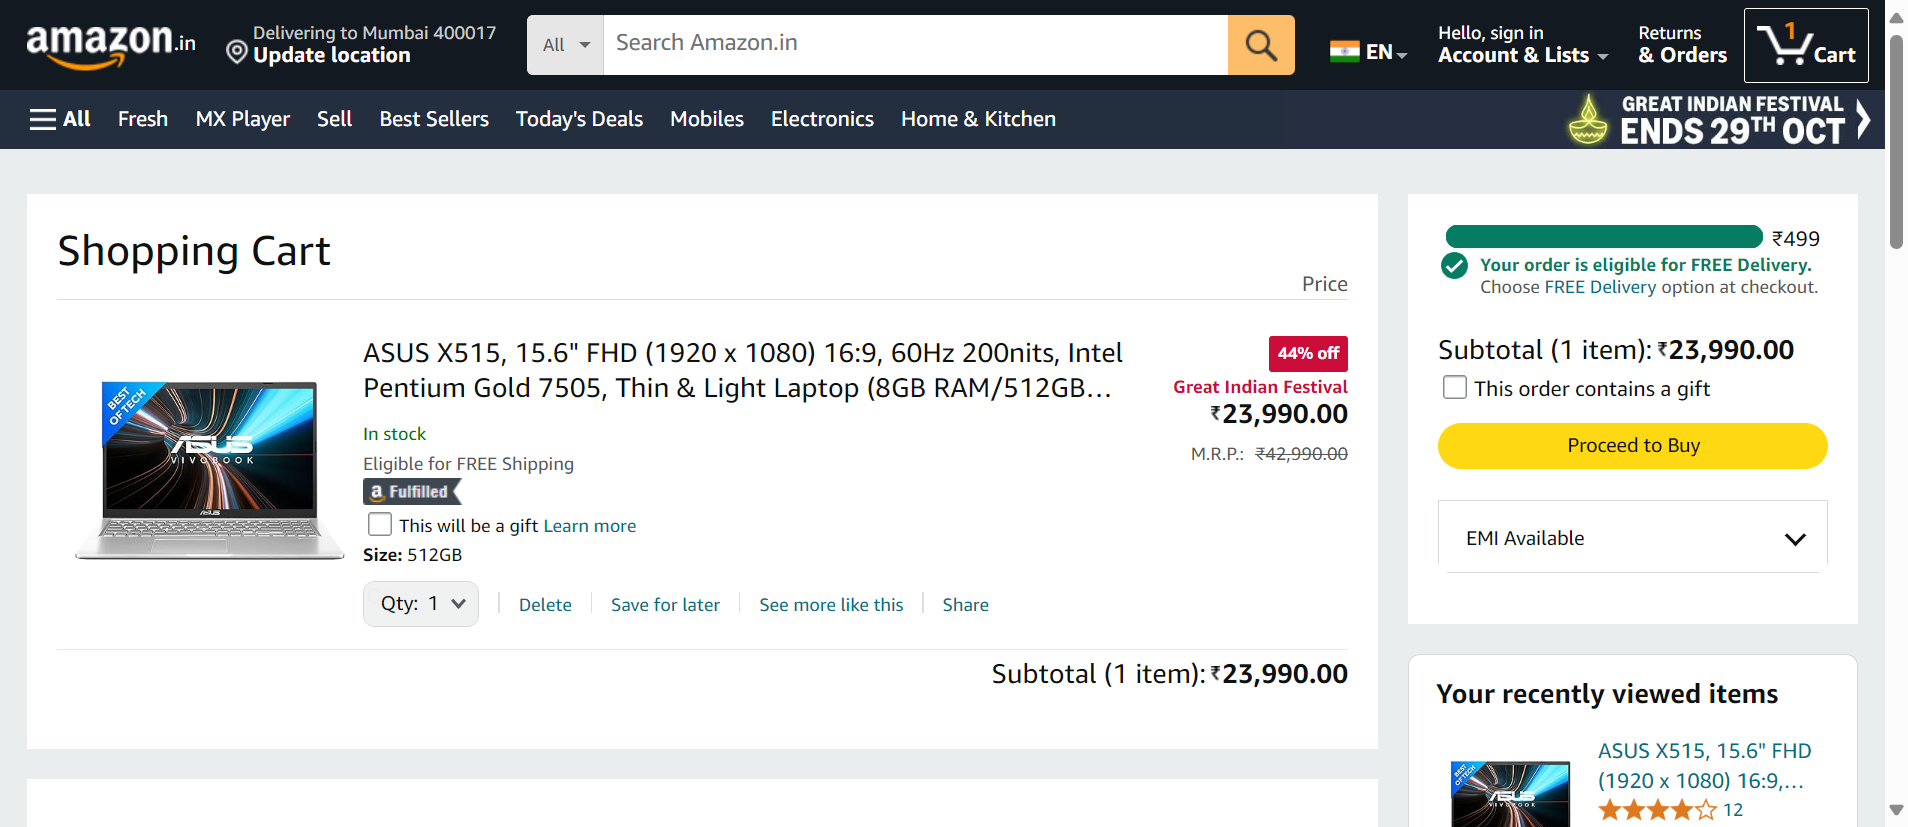 amazon.in
Delivering to Mumbai 400017
Update location
All
Search Amazon.in
EN
Hello, sign in
Account & Lists
Returns
& Orders
1
Cart
All
Fresh
MX Player
Sell
Best Sellers
Today's Deals
Mobiles
Electronics
Home & Kitchen
GREAT INDIAN FESTIVAL
ENDS 29TH OCT
Shopping Cart
Price
BEST
OF TECH
ASUS
VIVOBOOK
ASUS
ASUS X515, 15.6" FHD (1920 x 1080) 16:9, 60Hz 200nits, Intel
Pentium Gold 7505, Thin & Light Laptop (8GB RAM/512GB...
In stock
Eligible for FREE Shipping
a Fulfilled
This will be a gift Learn more
Size: 512GB
Qty: 1
Delete
Save for later
See more like this
Share
44% off
Great Indian Festival
₹23,990.00
M.R.P.: ₹42,990.00
Subtotal (1 item): ₹23,990.00
₹499
Your order is eligible for FREE Delivery.
Choose FREE Delivery option at checkout.
Subtotal (1 item): ₹23,990.00
This order contains a gift
Proceed to Buy
EMI Available
Your recently viewed items
BEST
OF TECH
ASUS
VIVOBOOK
ASUS X515, 15.6" FHD
(1920 x 1080) 16:9,...
12